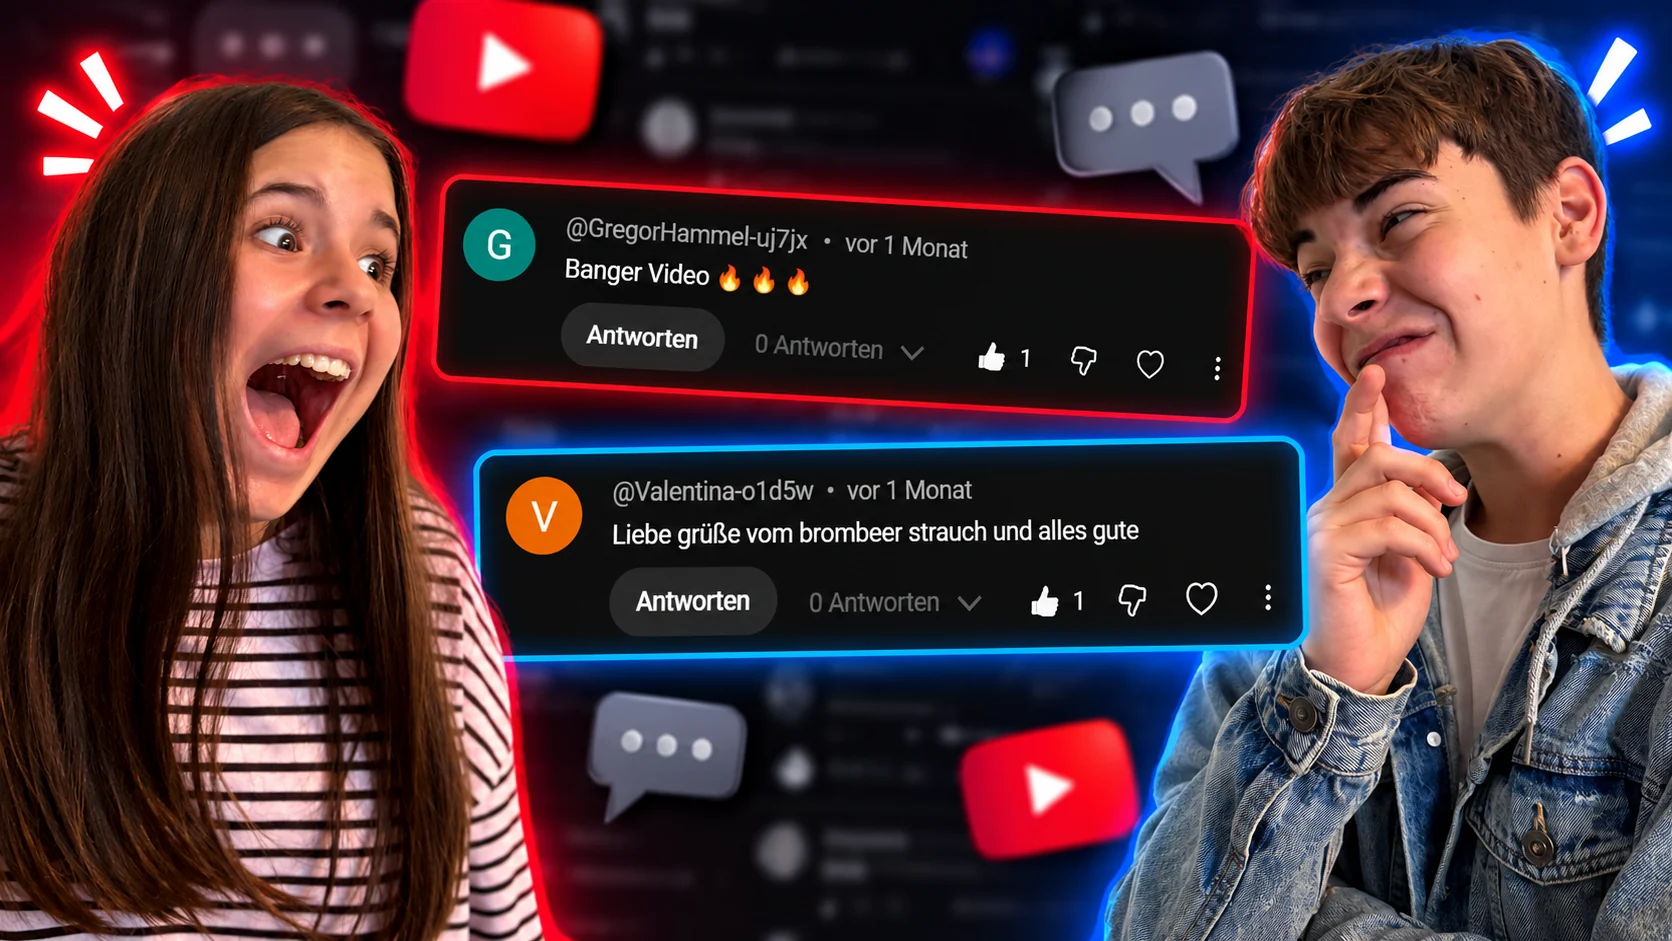 G
@GregorHammel-uj7jx • vor 1 Monat
Banger Video 🔥🔥🔥
Antworten
0 Antworten
1
V
@Valentina-o1d5w • vor 1 Monat
Liebe grüße vom brombeer strauch und alles gute
Antworten
0 Antworten
1